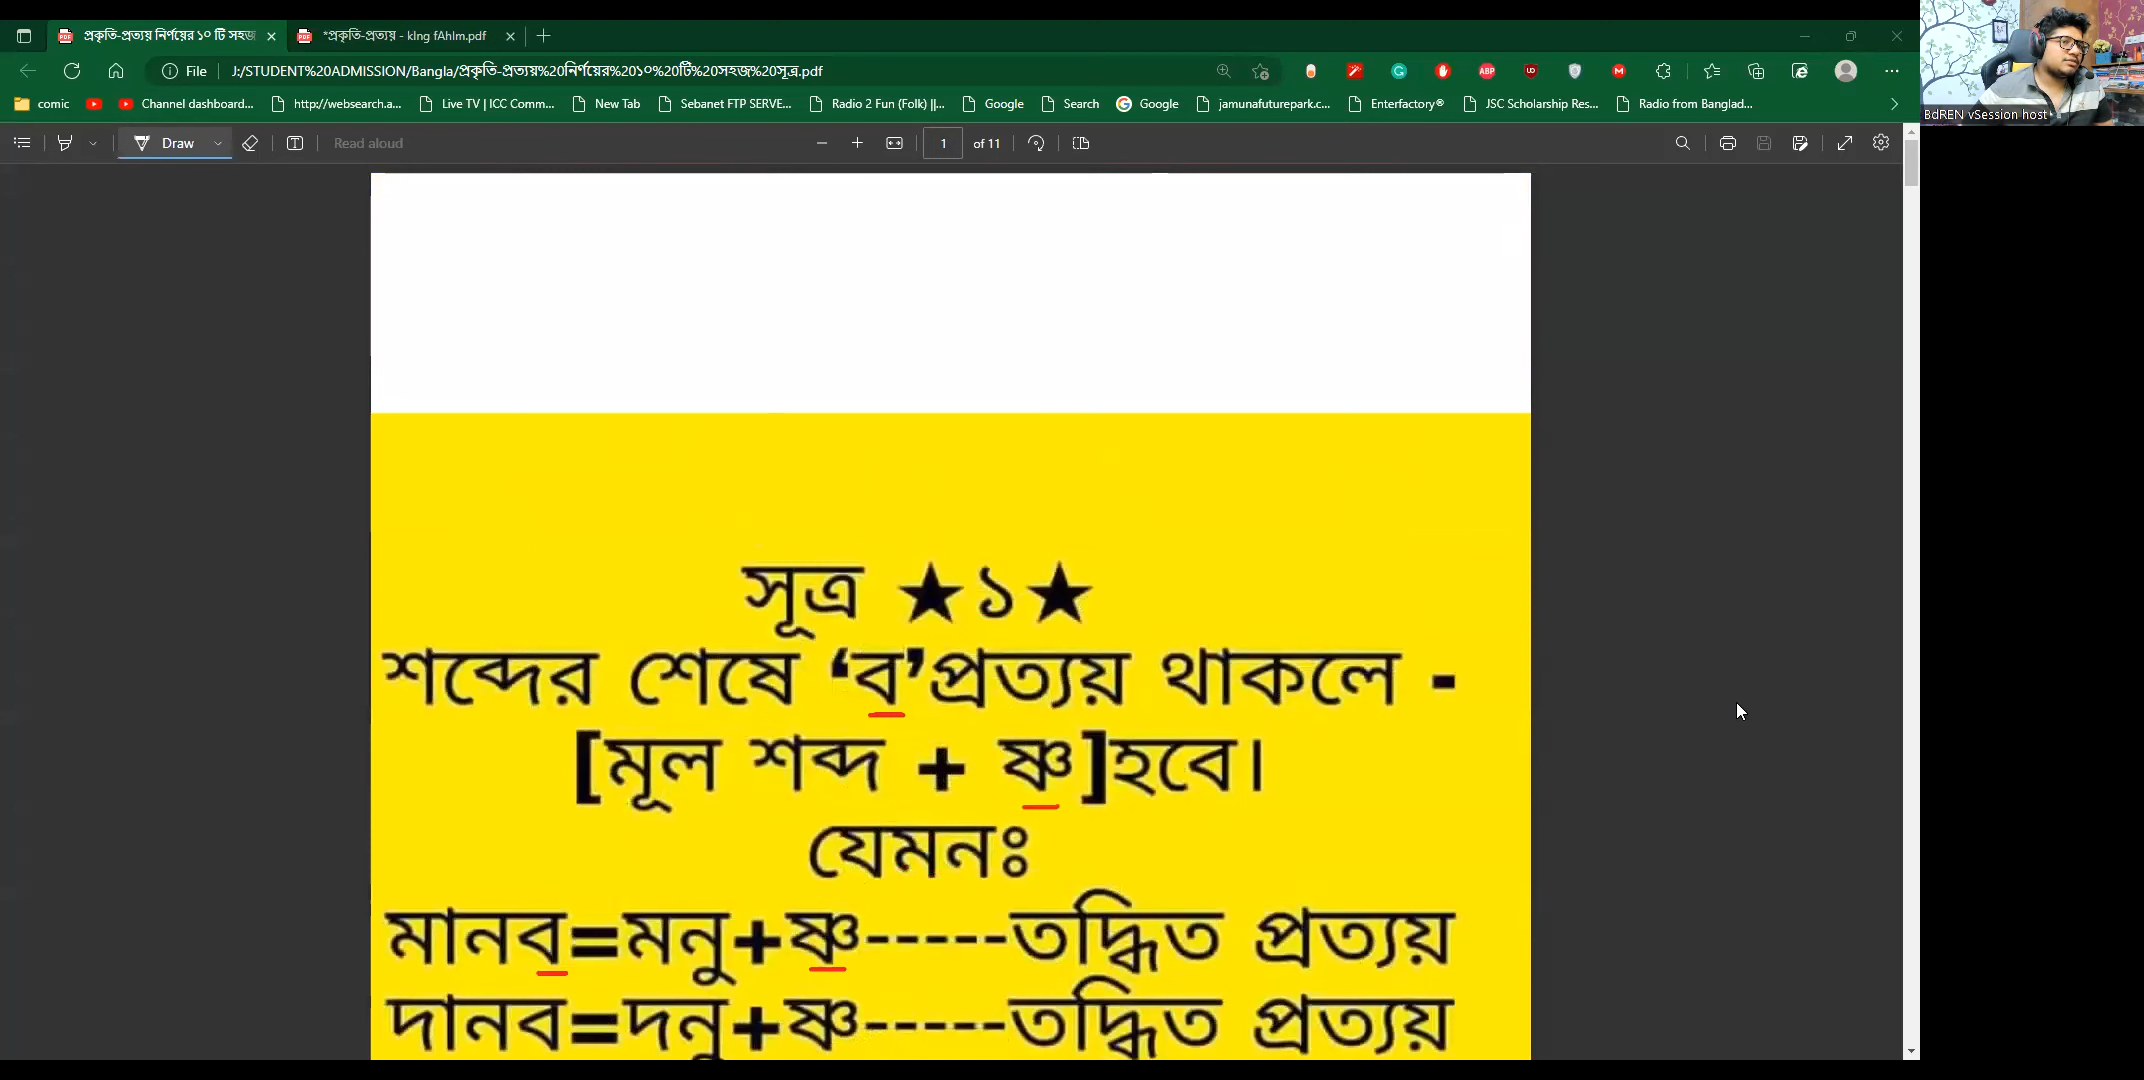 প্রকৃতি-প্রত্যয় নির্ণয়ের ১০ টি সহজ
*প্রকৃতি-প্রত্যয় - kIng fAhIm.pdf
File
J:/STUDENT%20ADMISSION/Bangla/প্রকৃতি-প্রত্যয়%20নির্ণয়ের%20১০%20টি%20সহজ%20সূত্র.pdf
comic
Channel dashboard...
http://websearch.a...
Live TV | ICC Comm...
New Tab
Sebanet FTP SERVE...
Radio 2 Fun (Folk) ||...
Google
Search
Google
jamunafuturepark.c...
Enterfactory®
JSC Scholarship Res...
Radio from Banglad...
BdREN vSession host
Draw
Read aloud
1 of 11
সূত্র ★১★
শব্দের শেষে ‘ব’প্রত্যয় থাকলে -
[মূল শব্দ + ষ্ণ]হবে।
যেমনঃ
মানব=মনু+ষ্ণ-----তদ্ধিত প্রত্যয়
দানব=দনু+ষ্ণ-----তদ্ধিত প্রত্যয়